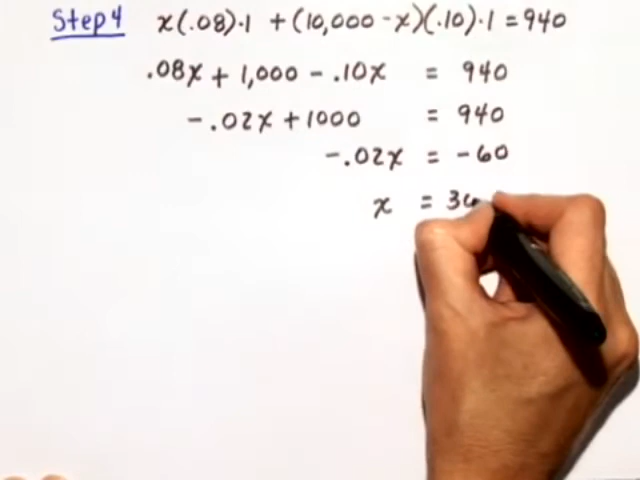 Step 4 x(.08)·1 + (10,000 - x)(.10)·1 = 940
.08x + 1,000 - .10x = 940
-.02x + 1000 = 940
-.02x = -60
x = 30